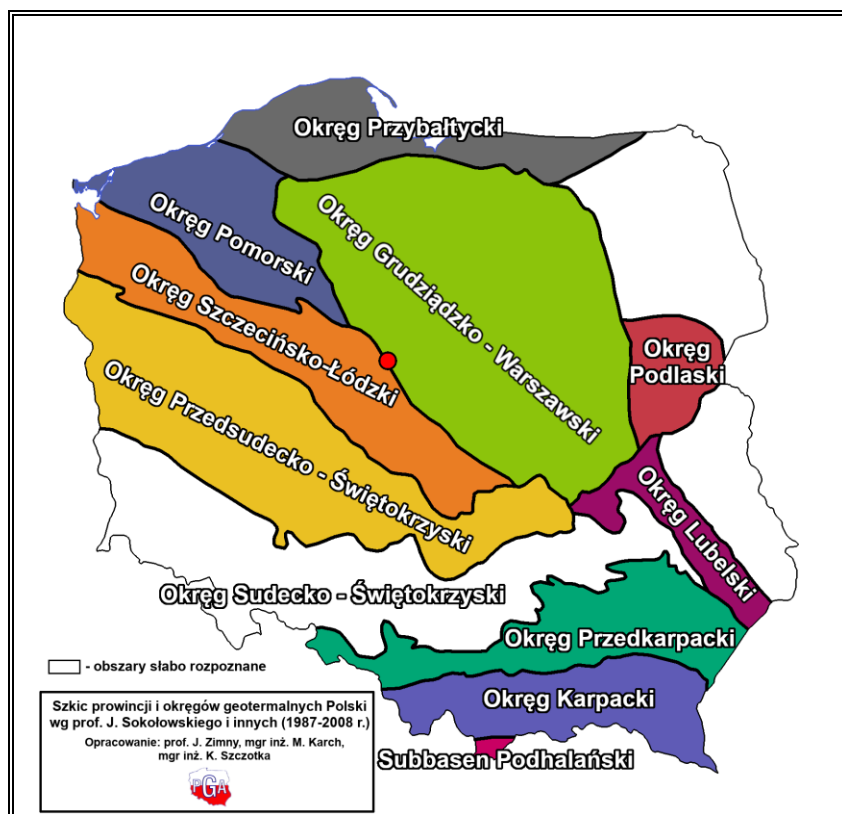 Okręg Przybałtycki
Okręg Pomorski
Okręg Grudziądzko - Warszawski
Okręg Szczecińsko-Łódzki
Okręg
Podlaski
Okręg Przedsudecko - Świętokrzyski
Okręg Lubelski
Okręg Sudecko - Świętokrzyski
Okręg Przedkarpacki
- obszary słabo rozpoznane
Okręg Karpacki
Subbasen Podhalański
Szkic prowincji i okręgów geotermalnych Polski
wg prof. J. Sokołowskiego i innych (1987-2008 r.)
Opracowanie: prof. J. Zimny, mgr inż. M. Karch,
mgr inż. K. Szczotka
PGA